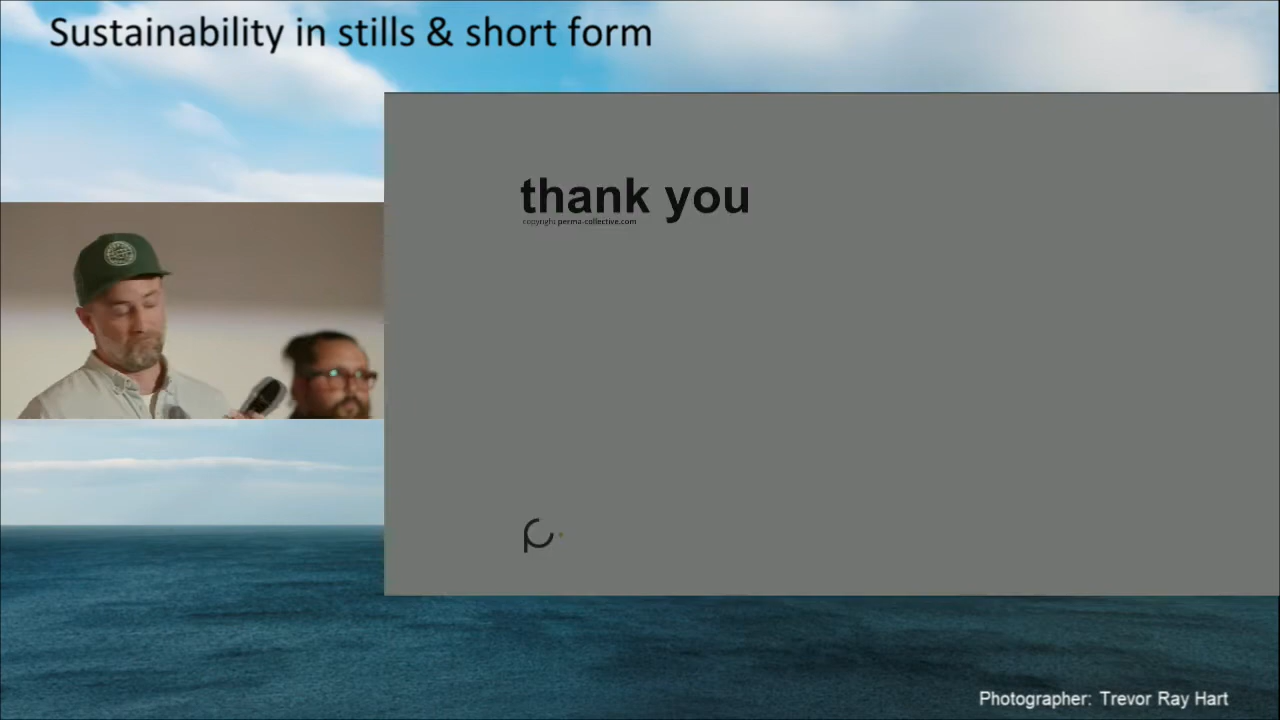 Sustainability in stills & short form
thank you
copyright perma-collective.com
Photographer: Trevor Ray Hart